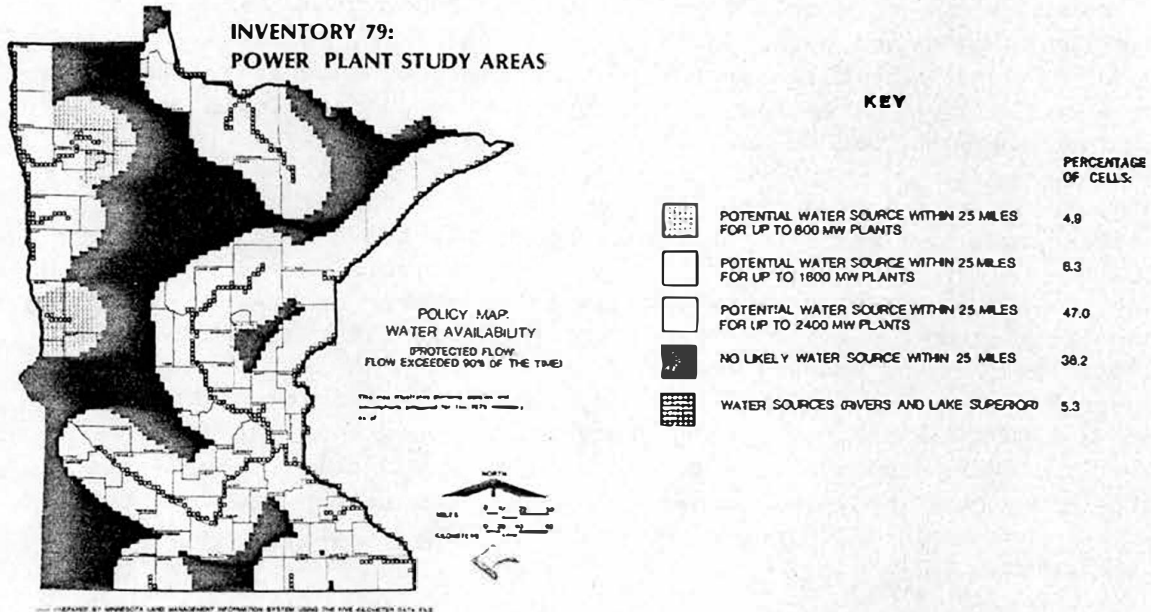 INVENTORY 79:
POWER PLANT STUDY AREAS
KEY
PERCENTAGE
OF CELLS:
POTENTIAL WATER SOURCE WITHIN 25 MILES
FOR UP TO 800 MW PLANTS
4.9
POTENTIAL WATER SOURCE WITHIN 25 MILES
FOR UP TO 1600 MW PLANTS
6.3
POTENTIAL WATER SOURCE WITHIN 25 MILES
FOR UP TO 2400 MW PLANTS
47.0
NO LIKELY WATER SOURCE WITHIN 25 MILES
38.2
WATER SOURCES (RIVERS AND LAKE SUPERIOR)
5.3
POLICY MAP:
WATER AVAILABILITY
(PROTECTED FLOW:
FLOW EXCEEDED 90% OF THE TIME)
NORTH
MILES
KILOMETERS
PREPARED BY MINNESOTA LAND MANAGEMENT INFORMATION SYSTEM USING THE FIVE KILOMETER DATA FILE